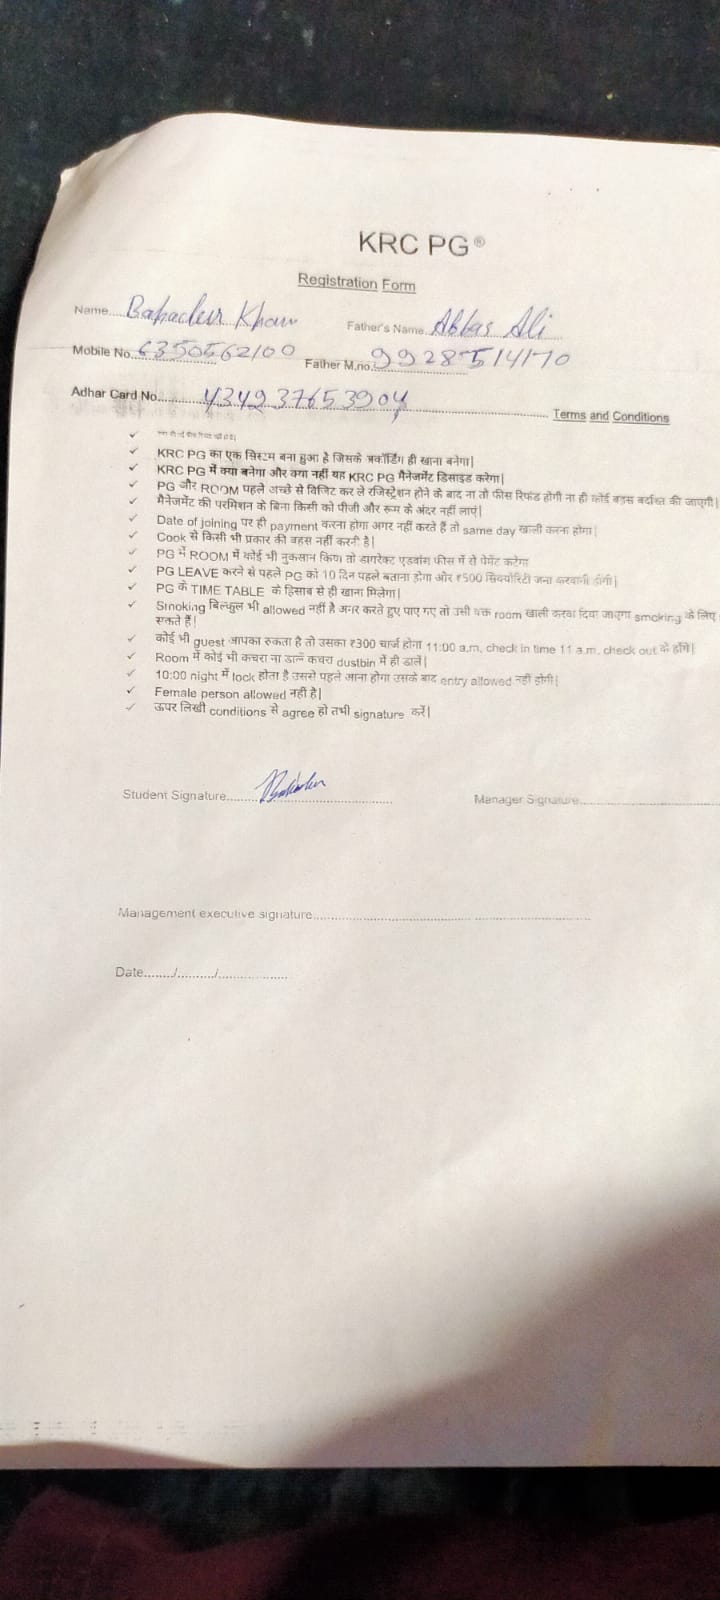 KRC PG®
Registration Form
Name.... Bahadur Khan Father's Name Abbas Ali
Mobile No. 6350562100 Father M.no. 9928514170
Adhar Card No.......... 434937653904 Terms and Conditions
✓ KRC PG का एक सिस्टम बना हुआ है जिसके अकॉर्डिंग ही खाना बनेगा|
✓ KRC PG में क्या बनेगा और क्या नहीं यह KRC PG मैनेजमेंट डिसाइड करेगा|
✓ PG और ROOM पहले अच्छे से विजिट कर ले रजिस्ट्रेशन होने के बाद ना तो फीस रिफंड होगी ना ही कोई बहस बर्दाश्त की जाएगी|
✓ मैनेजमेंट की परमिशन के बिना किसी को पीजी और रूम के अंदर नहीं लाएं|
✓ Date of joining पर ही payment करना होगा अगर नहीं करते हैं तो same day खाली करना होगा|
✓ Cook से किसी भी प्रकार की बहस नहीं करनी है|
✓ PG में ROOM में कोई भी नुकसान किया तो डायरेक्ट एडवांस फीस में से पेमेंट करेगा
✓ PG LEAVE करने से पहले PG को 10 दिन पहले बताना होगा और ₹500 सिक्योरिटी जमा करवानी होगी|
✓ PG के TIME TABLE के हिसाब से ही खाना मिलेगा|
✓ Smoking बिल्कुल भी allowed नहीं है अगर करते हुए पाए गए तो उसी वक्त room खाली करवा दिया जाएगा smoking के लिए
सकते हैं|
✓ कोई भी guest आपका रुकता है तो उसका ₹300 चार्ज होगा 11:00 a.m, check in time 11 a.m. check out के होंगे|
✓ Room में कोई भी कचरा ना डालें कचरा dustbin में ही डालें|
✓ 10:00 night में lock होता है उससे पहले आना होगा उसके बाद entry allowed नहीं होगी|
✓ Female person allowed नहीं है|
✓ ऊपर लिखी conditions से agree हो तभी signature करें|
Student Signature........ Bahadur Manager Signature........
Management executive signature........
Date......../........./..................